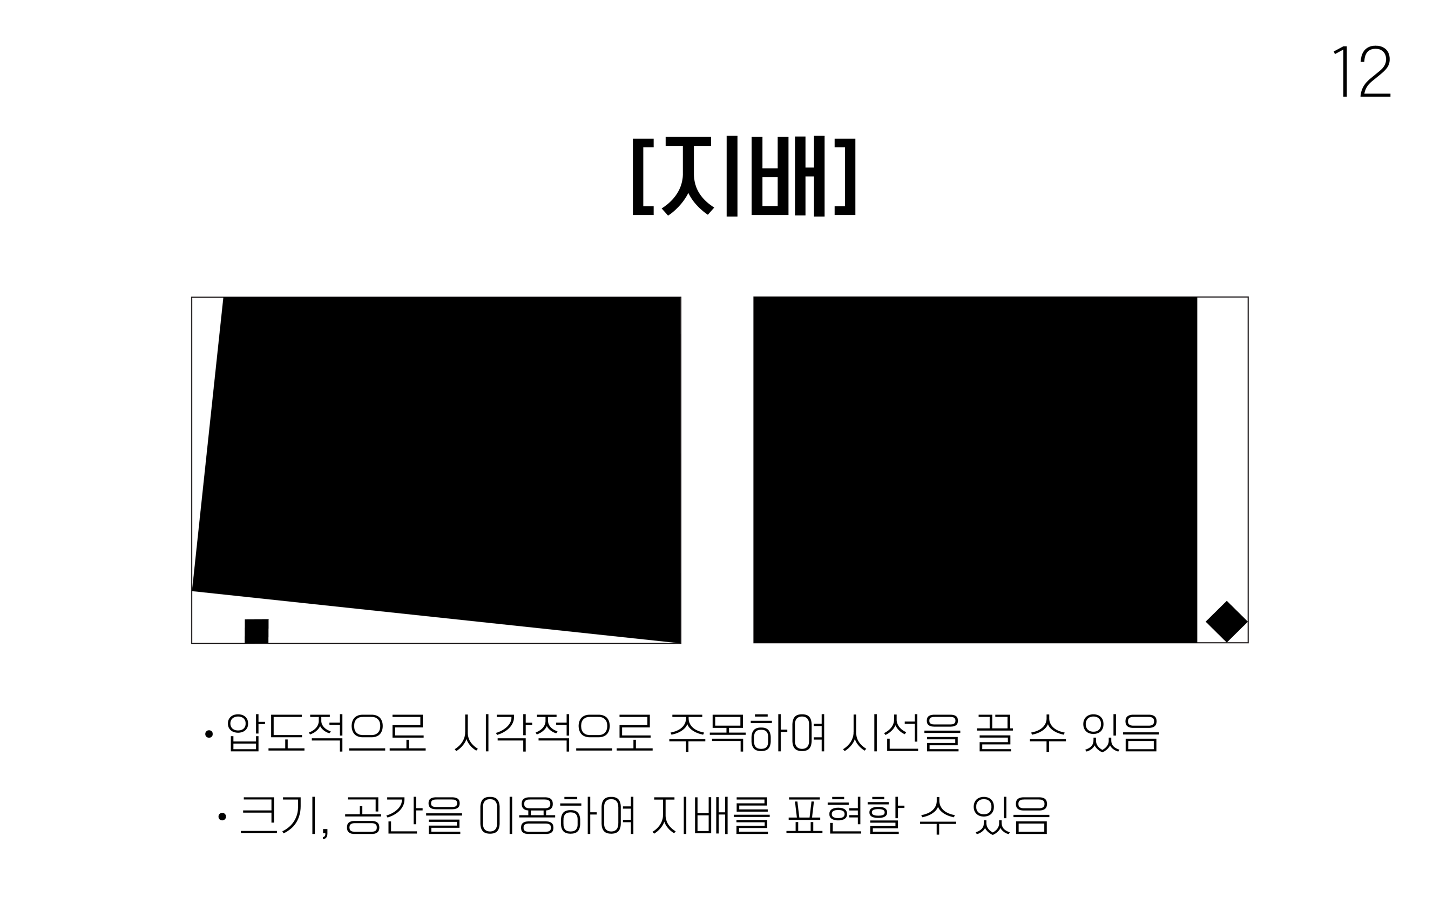 12
[지배]
• 압도적으로  시각적으로 주목하여 시선을 끌 수 있음
• 크기, 공간을 이용하여 지배를 표현할 수 있음